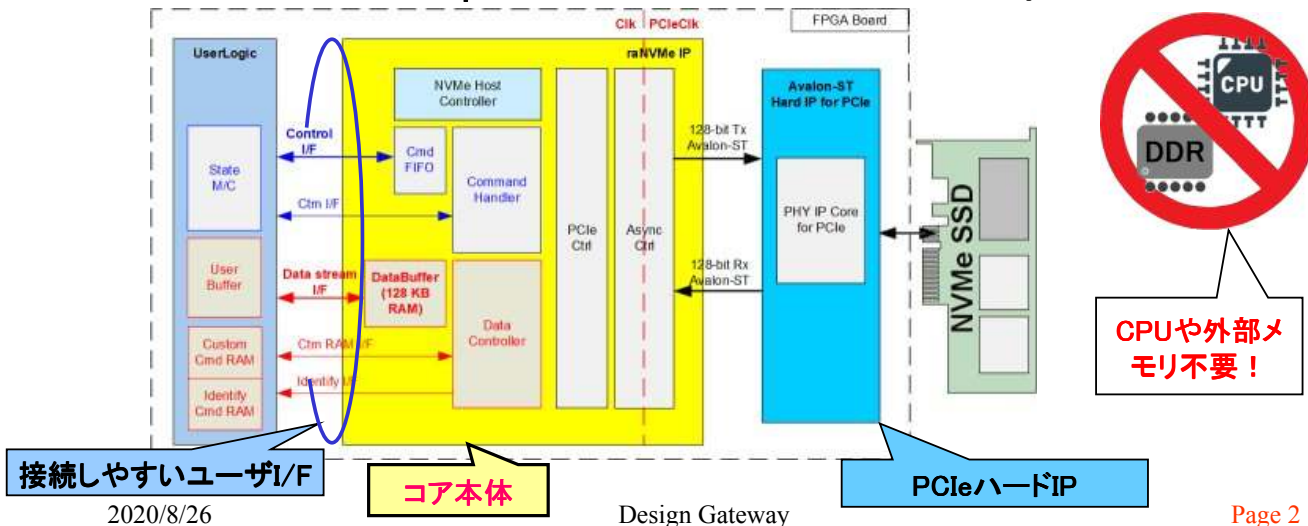 Clk | PCIeClk
FPGA Board
UserLogic
raNVMe IP
NVMe Host
Controller
Avalon-ST
Hard IP for PCIe
CPU
DDR
Control
I/F
State
M/C
Cmd
FIFO
Command
Handler
Ctm I/F
128-bit Tx
Avalon-ST
PCIe
Ctrl
Async
Ctrl
PHY IP Core
for PCIe
NVMe SSD
User
Buffer
Data stream
I/F
DataBuffer
(128 KB
RAM)
128-bit Rx
Avalon-ST
Data
Controller
Custom
Cmd RAM
Ctm RAM I/F
Identify I/F
Identify
Cmd RAM
CPUや外部メ
モリ不要！
接続しやすいユーザI/F
コア本体
PCIeハードIP
2020/8/26
Design Gateway
Page 2